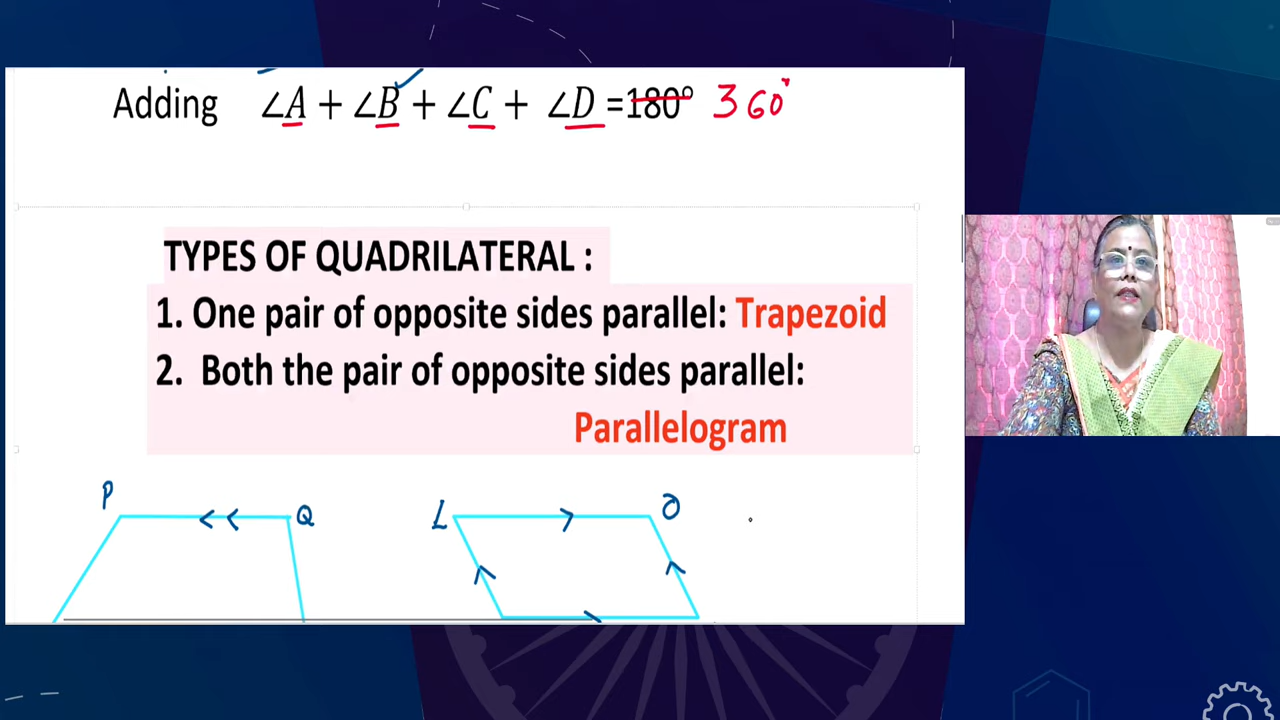 Adding ∠A + ∠B + ∠C + ∠D =180° 360°
TYPES OF QUADRILATERAL :
1. One pair of opposite sides parallel: Trapezoid
2. Both the pair of opposite sides parallel:
Parallelogram
P Q L O